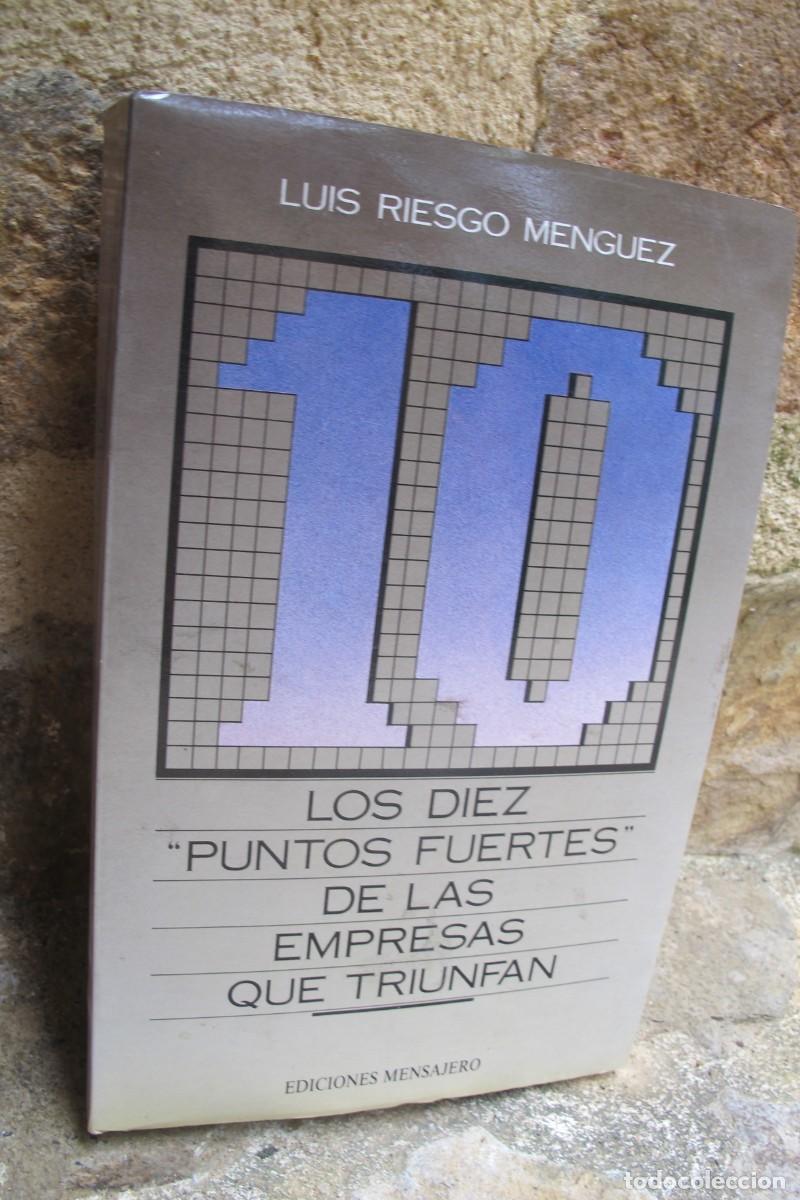 LUIS RIESGO MENGUEZ
10
LOS DIEZ
“PUNTOS FUERTES”
DE LAS
EMPRESAS
QUE TRIUNFAN
EDICIONES MENSAJERO
todocoleccion